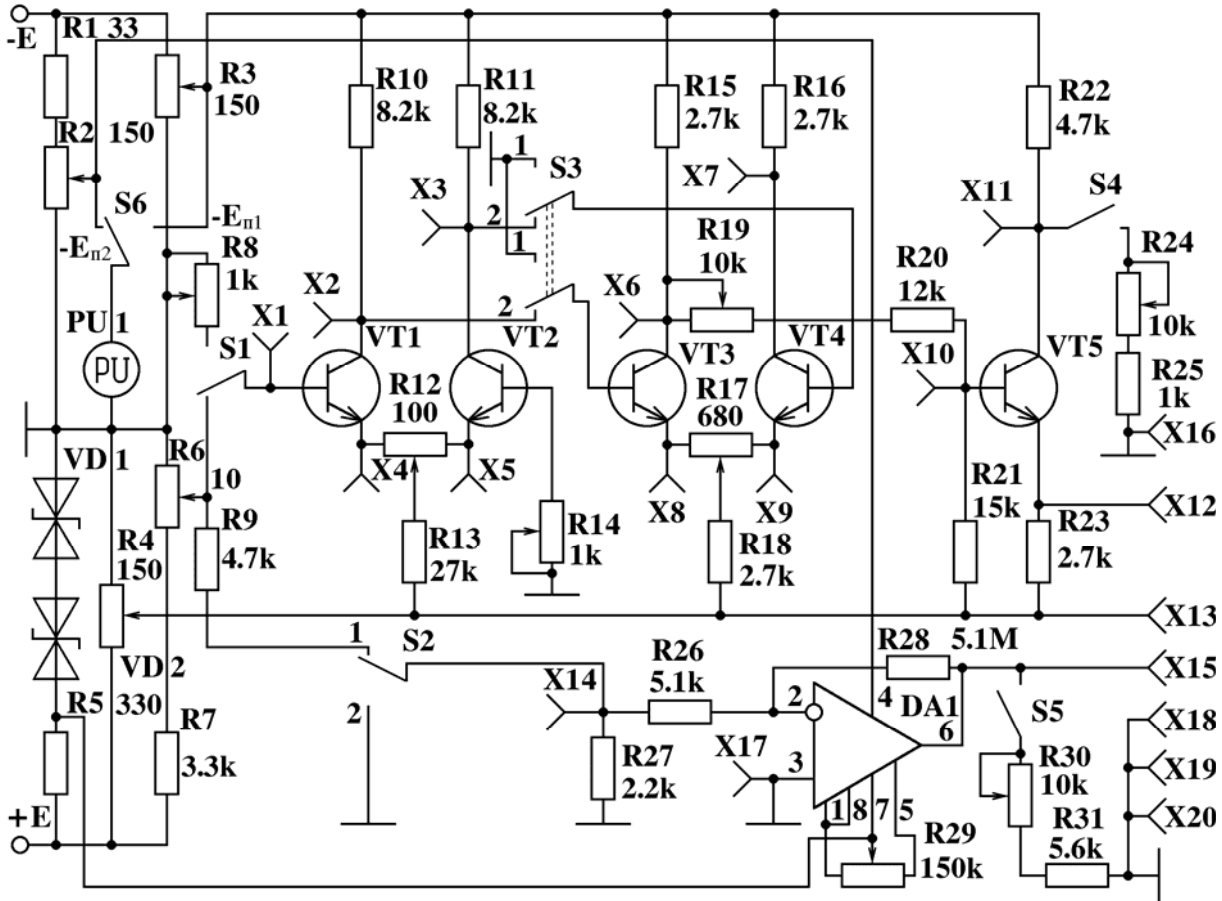 -E
R1 33
R3
150
R10
8.2k
R11
8.2k
R15
2.7k
R16
2.7k
R22
4.7k
R2
150
1
S3
X3
X7
X11
S4
S6
-Eп1
-Eп2
2
1
R8
1k
R19
10k
R20
12k
R24
10k
X2
X6
X1
PU 1
PU
S1
VT1
2
VT2
VT3
VT4
X10
VT5
R12
100
R17
680
R25
1k
X16
VD 1
R6
10
X4
X5
X8
X9
R21
15k
X12
R4
150
R9
4.7k
R13
27k
R14
1k
R18
2.7k
R23
2.7k
X13
1
S2
R28
5.1M
VD 2
X14
R26
5.1k
X15
R5
330
R7
3.3k
2
2
4
DA1
6
S5
X18
X17
3
R27
2.2k
R30
10k
X19
+E
1
8
7
5
R29
150k
R31
5.6k
X20